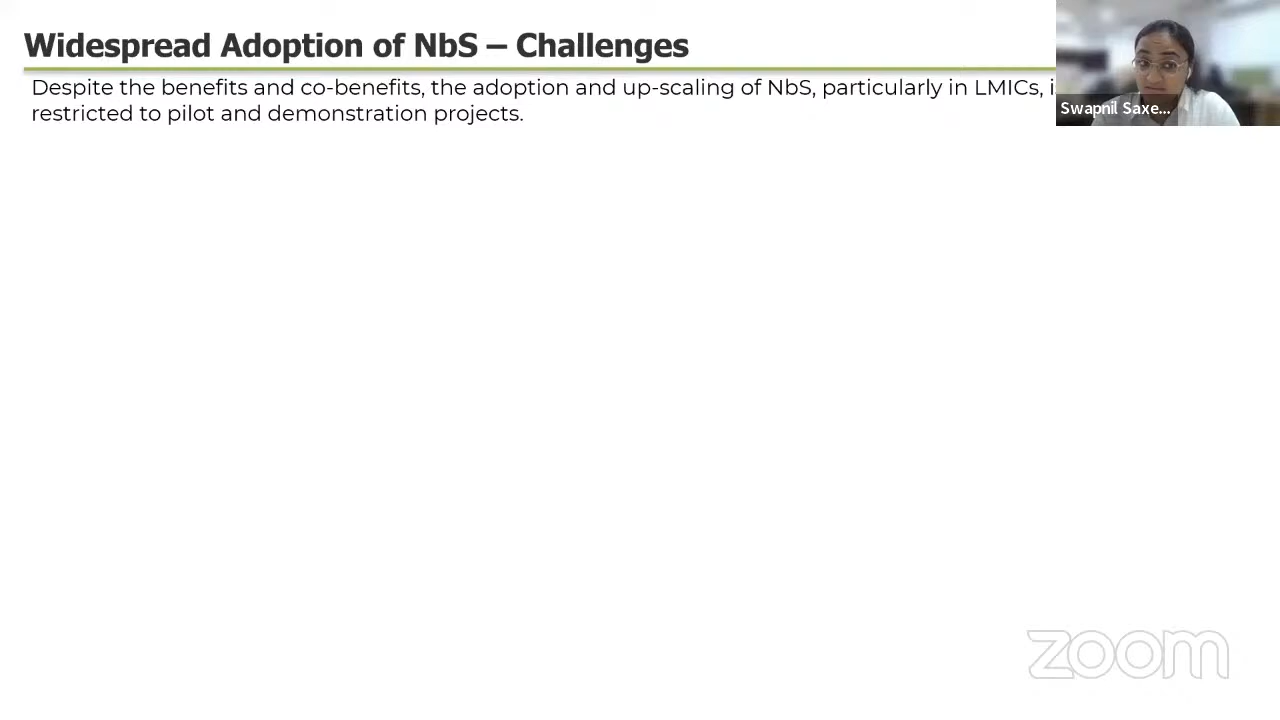 Widespread Adoption of NbS – Challenges
Despite the benefits and co-benefits, the adoption and up-scaling of NbS, particularly in LMICs,
restricted to pilot and demonstration projects.
Swapnil Saxe...
zoom